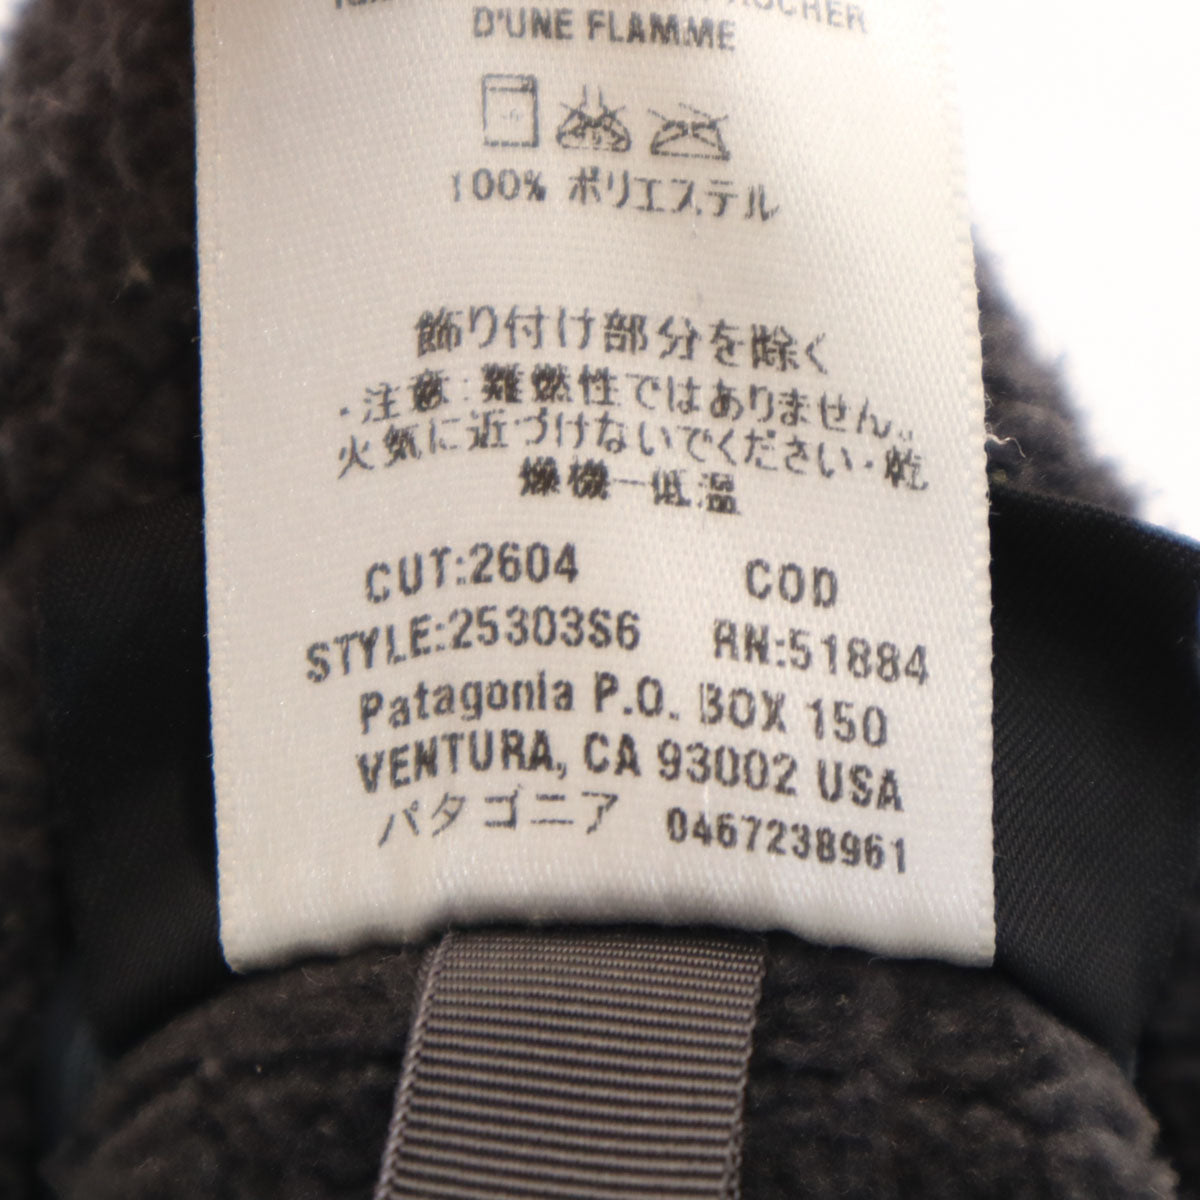 D'UNE FLAMME
100% ポリエステル
飾り付け部分を除く
・注意:難燃性ではありません。
火気に近づけないでください・乾
燥機ー低温
CUT:2604 COD
STYLE:25303S6 RN:51884
Patagonia P.O. BOX 150
VENTURA, CA 93002 USA
パタゴニア 0467238961